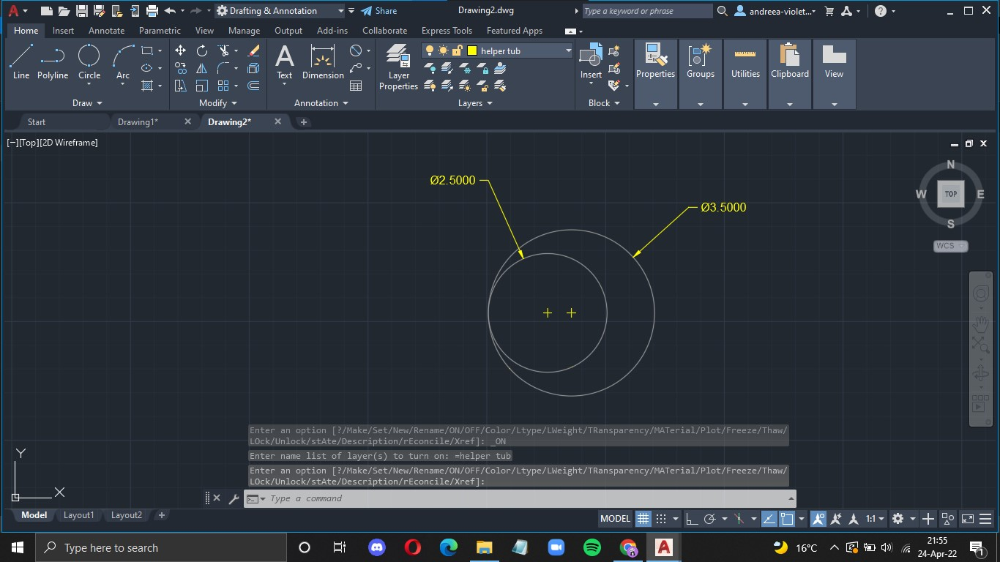 A
Drafting & Annotation
Share
Drawing2.dwg
Type a keyword or phrase
andreea-violet...
Home Insert Annotate Parametric View Manage Output Add-ins Collaborate Express Tools Featured Apps
helper tub
Line Polyline Circle Arc
A
Text Dimension
Layer
Properties
Insert
Properties Groups Utilities Clipboard View
Draw Modify Annotation Layers Block
Start Drawing1* Drawing2*
[−][Top][2D Wireframe]
N
W TOP E
S
WCS
Ø2.5000
Ø3.5000
Enter an option [?/Make/Set/New/Rename/ON/OFF/Color/Ltype/LWeight/TRansparency/MATerial/Plot/Freeze/Thaw/
LOck/Unlock/stAte/Description/rEconcile/Xref]: _ON
Enter name list of layer(s) to turn on: =helper tub
Enter an option [?/Make/Set/New/Rename/ON/OFF/Color/Ltype/LWeight/TRansparency/MATerial/Plot/Freeze/Thaw/
LOck/Unlock/stAte/Description/rEconcile/Xref]:
Y
X
Type a command
Model Layout1 Layout2
MODEL
1:1
Type here to search
A
16°C
21:55
24-Apr-22
1